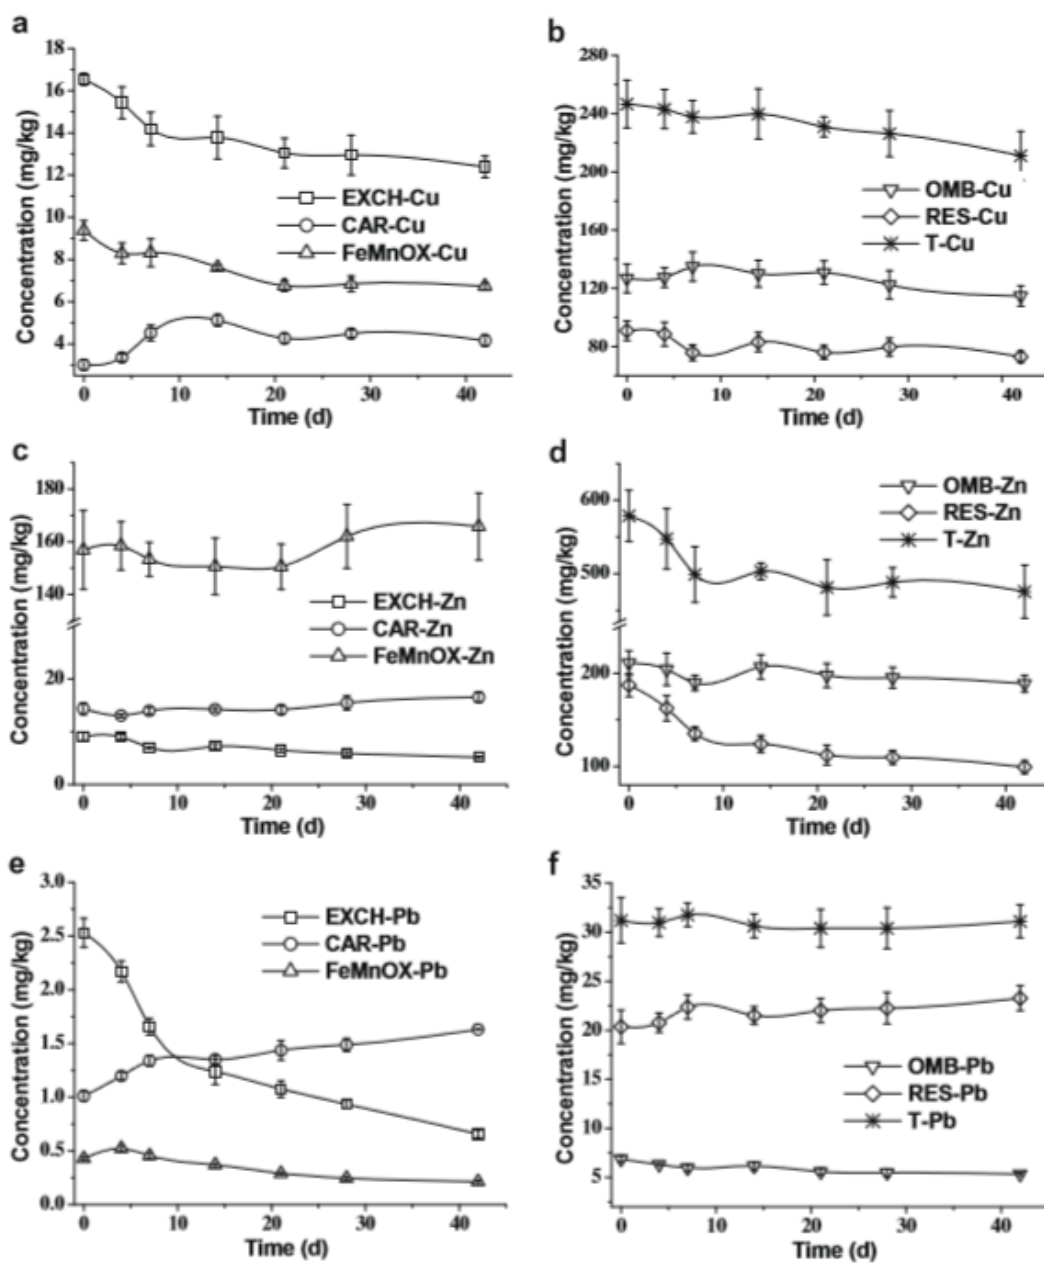 a
18
16
14
12
10
8
6
4
0
10
20
30
40
Concentration (mg/kg)
Time (d)
EXCH-Cu
CAR-Cu
FeMnOX-Cu
b
280
240
200
160
120
80
0
10
20
30
40
Concentration (mg/kg)
Time (d)
OMB-Cu
RES-Cu
T-Cu
c
180
160
140
20
0
0
10
20
30
40
Concentration (mg/kg)
Time (d)
EXCH-Zn
CAR-Zn
FeMnOX-Zn
d
600
500
200
100
0
10
20
30
40
Concentration (mg/kg)
Time (d)
OMB-Zn
RES-Zn
T-Zn
e
3.0
2.5
2.0
1.5
1.0
0.5
0.0
0
10
20
30
40
Concentration (mg/kg)
Time (d)
EXCH-Pb
CAR-Pb
FeMnOX-Pb
f
35
30
25
20
15
10
5
0
10
20
30
40
Concentration (mg/kg)
Time (d)
OMB-Pb
RES-Pb
T-Pb